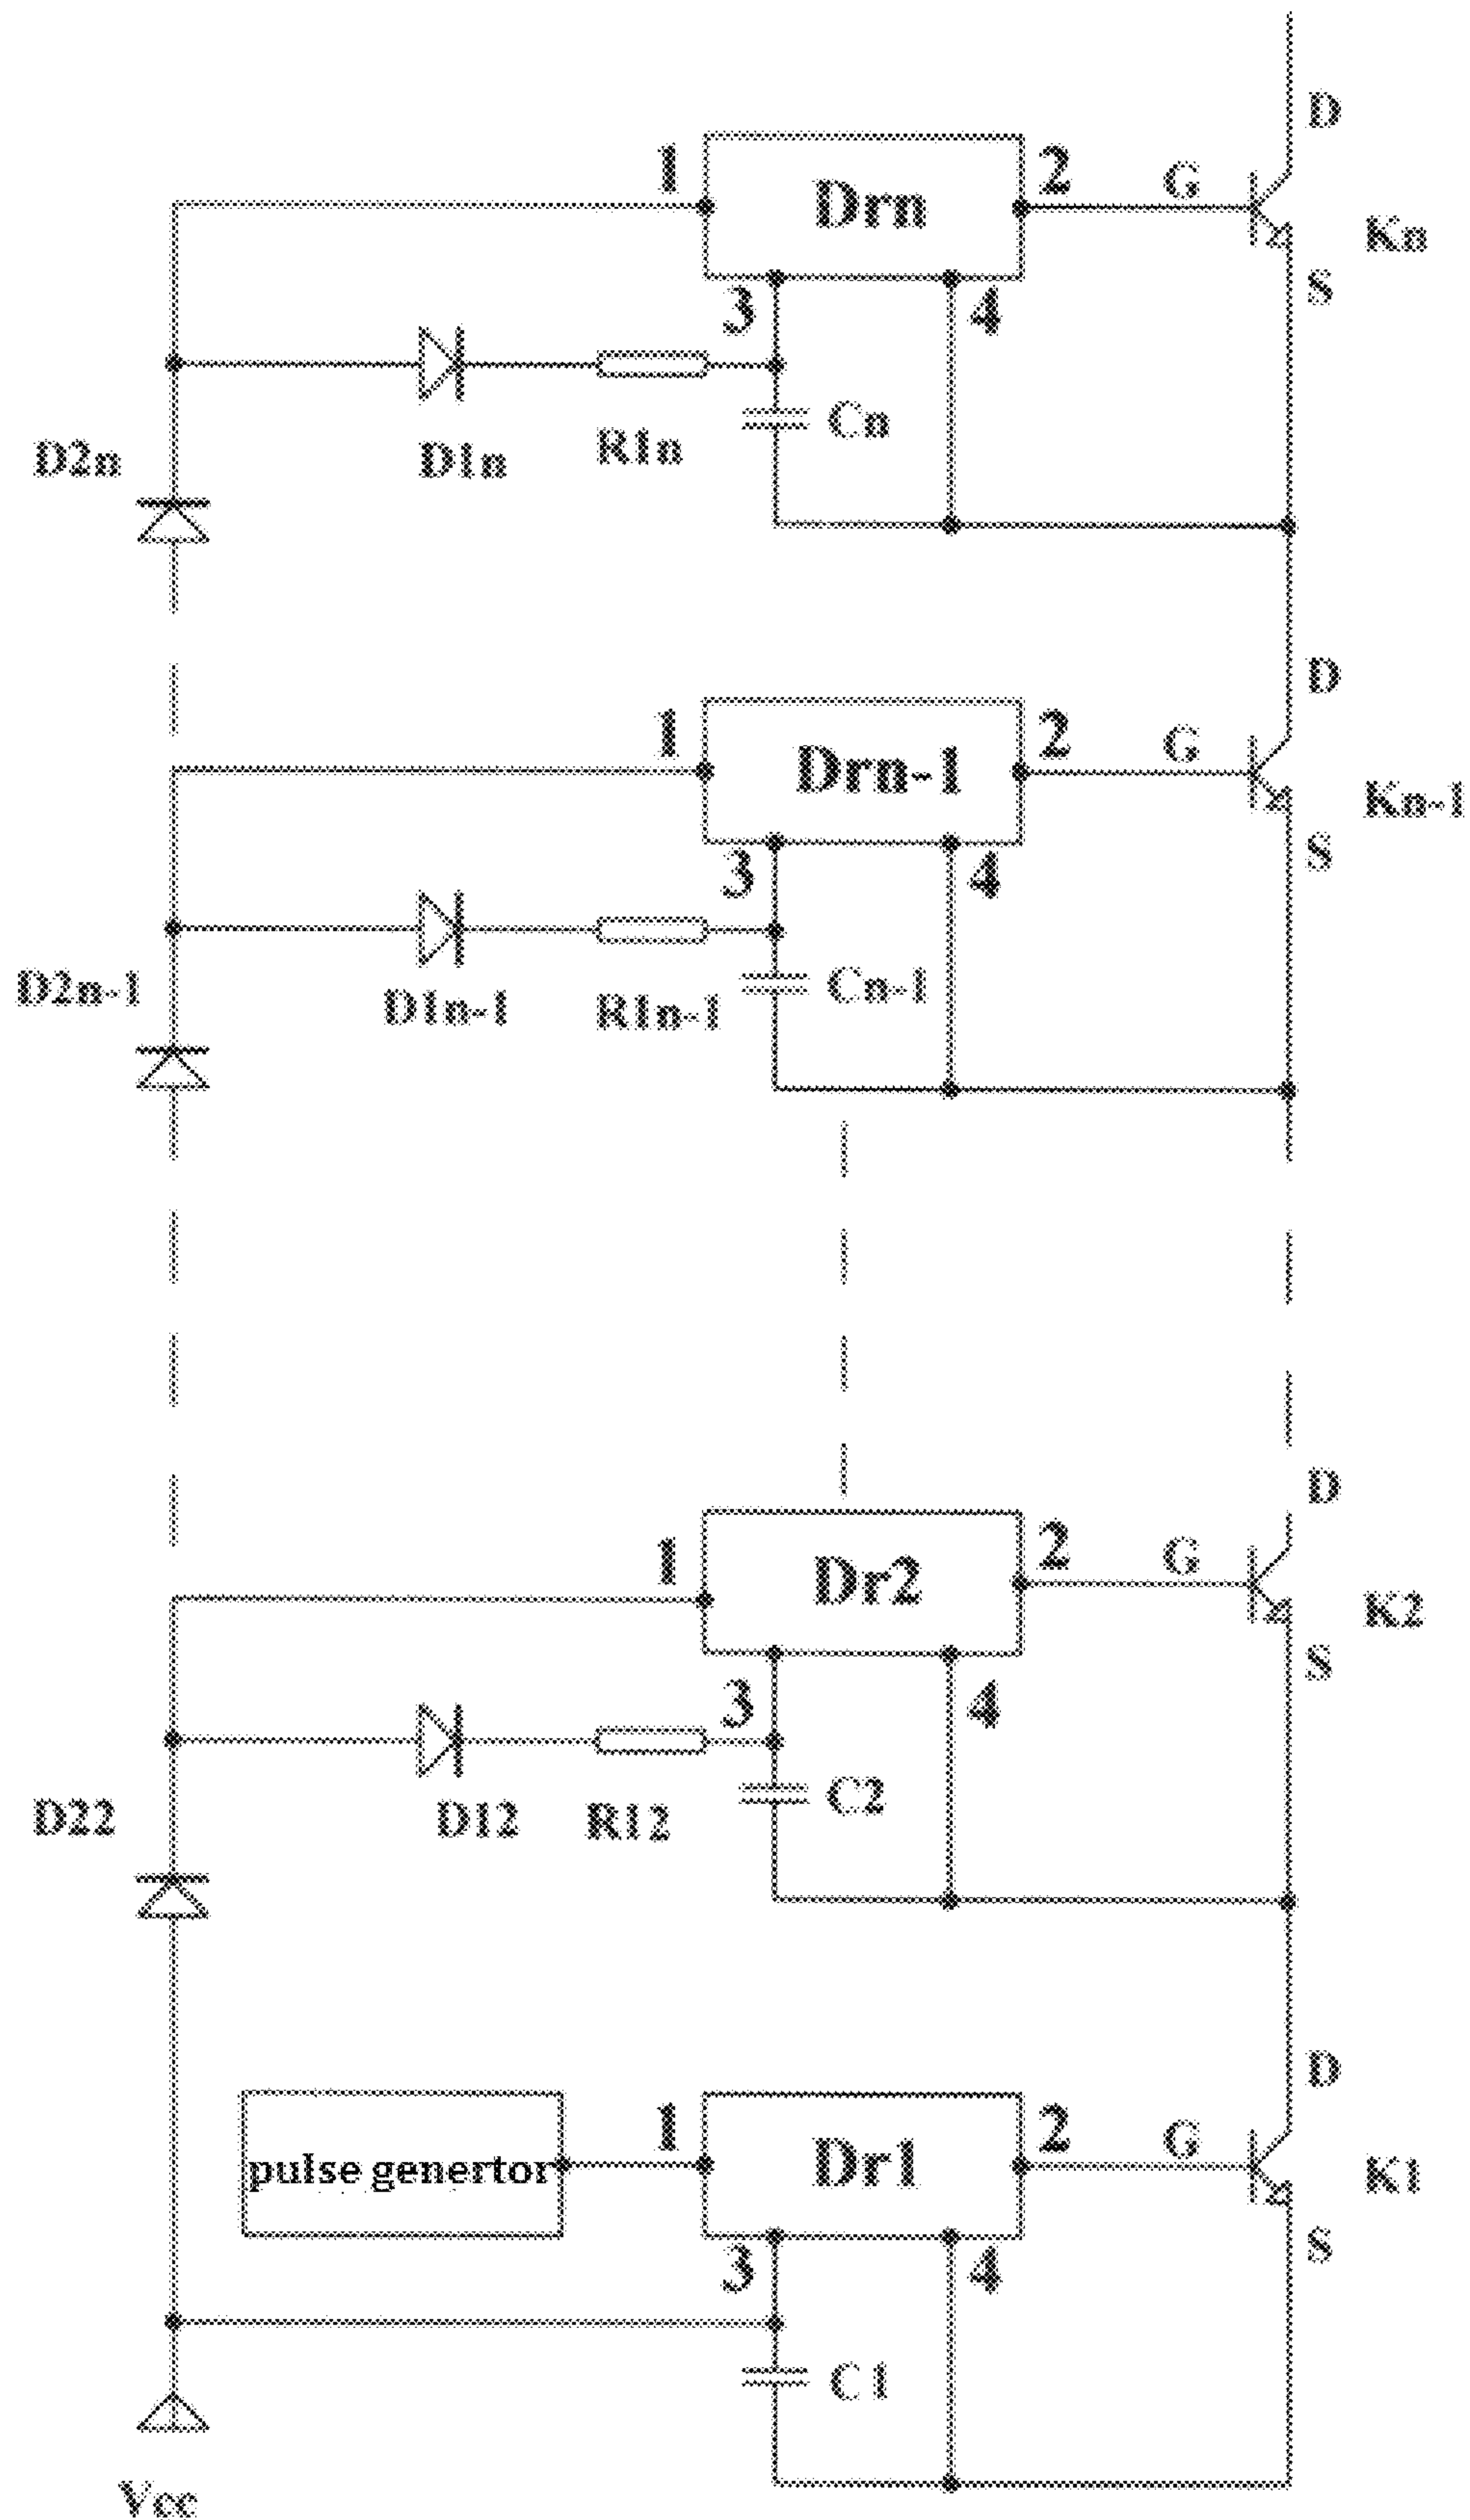 D
1
Drn
2
G
Kn
S
3
4
D2n
D1n
R1n
Cn
D
1
Drn-1
2
G
Kn-1
S
3
4
D2n-1
D1n-1
R1n-1
Cn-1
D
1
Dr2
2
G
K2
S
3
4
D22
D12
R12
C2
D
pulse genertor
1
Dr1
2
G
K1
S
3
4
C1
Vcc